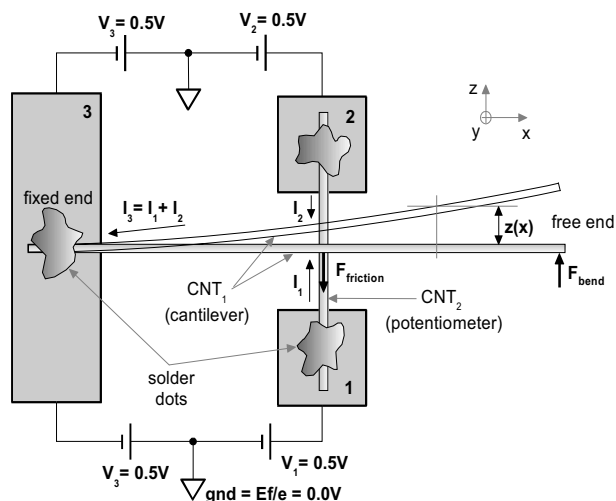 V3 = 0.5V
V2 = 0.5V
3
2
z
y
x
fixed end
I3 = I1 + I2
I2
z(x)
free end
CNT1
(cantilever)
I1
Ffriction
CNT2
(potentiometer)
Fbend
solder
dots
1
V3 = 0.5V
V1 = 0.5V
gnd = Ef/e = 0.0V